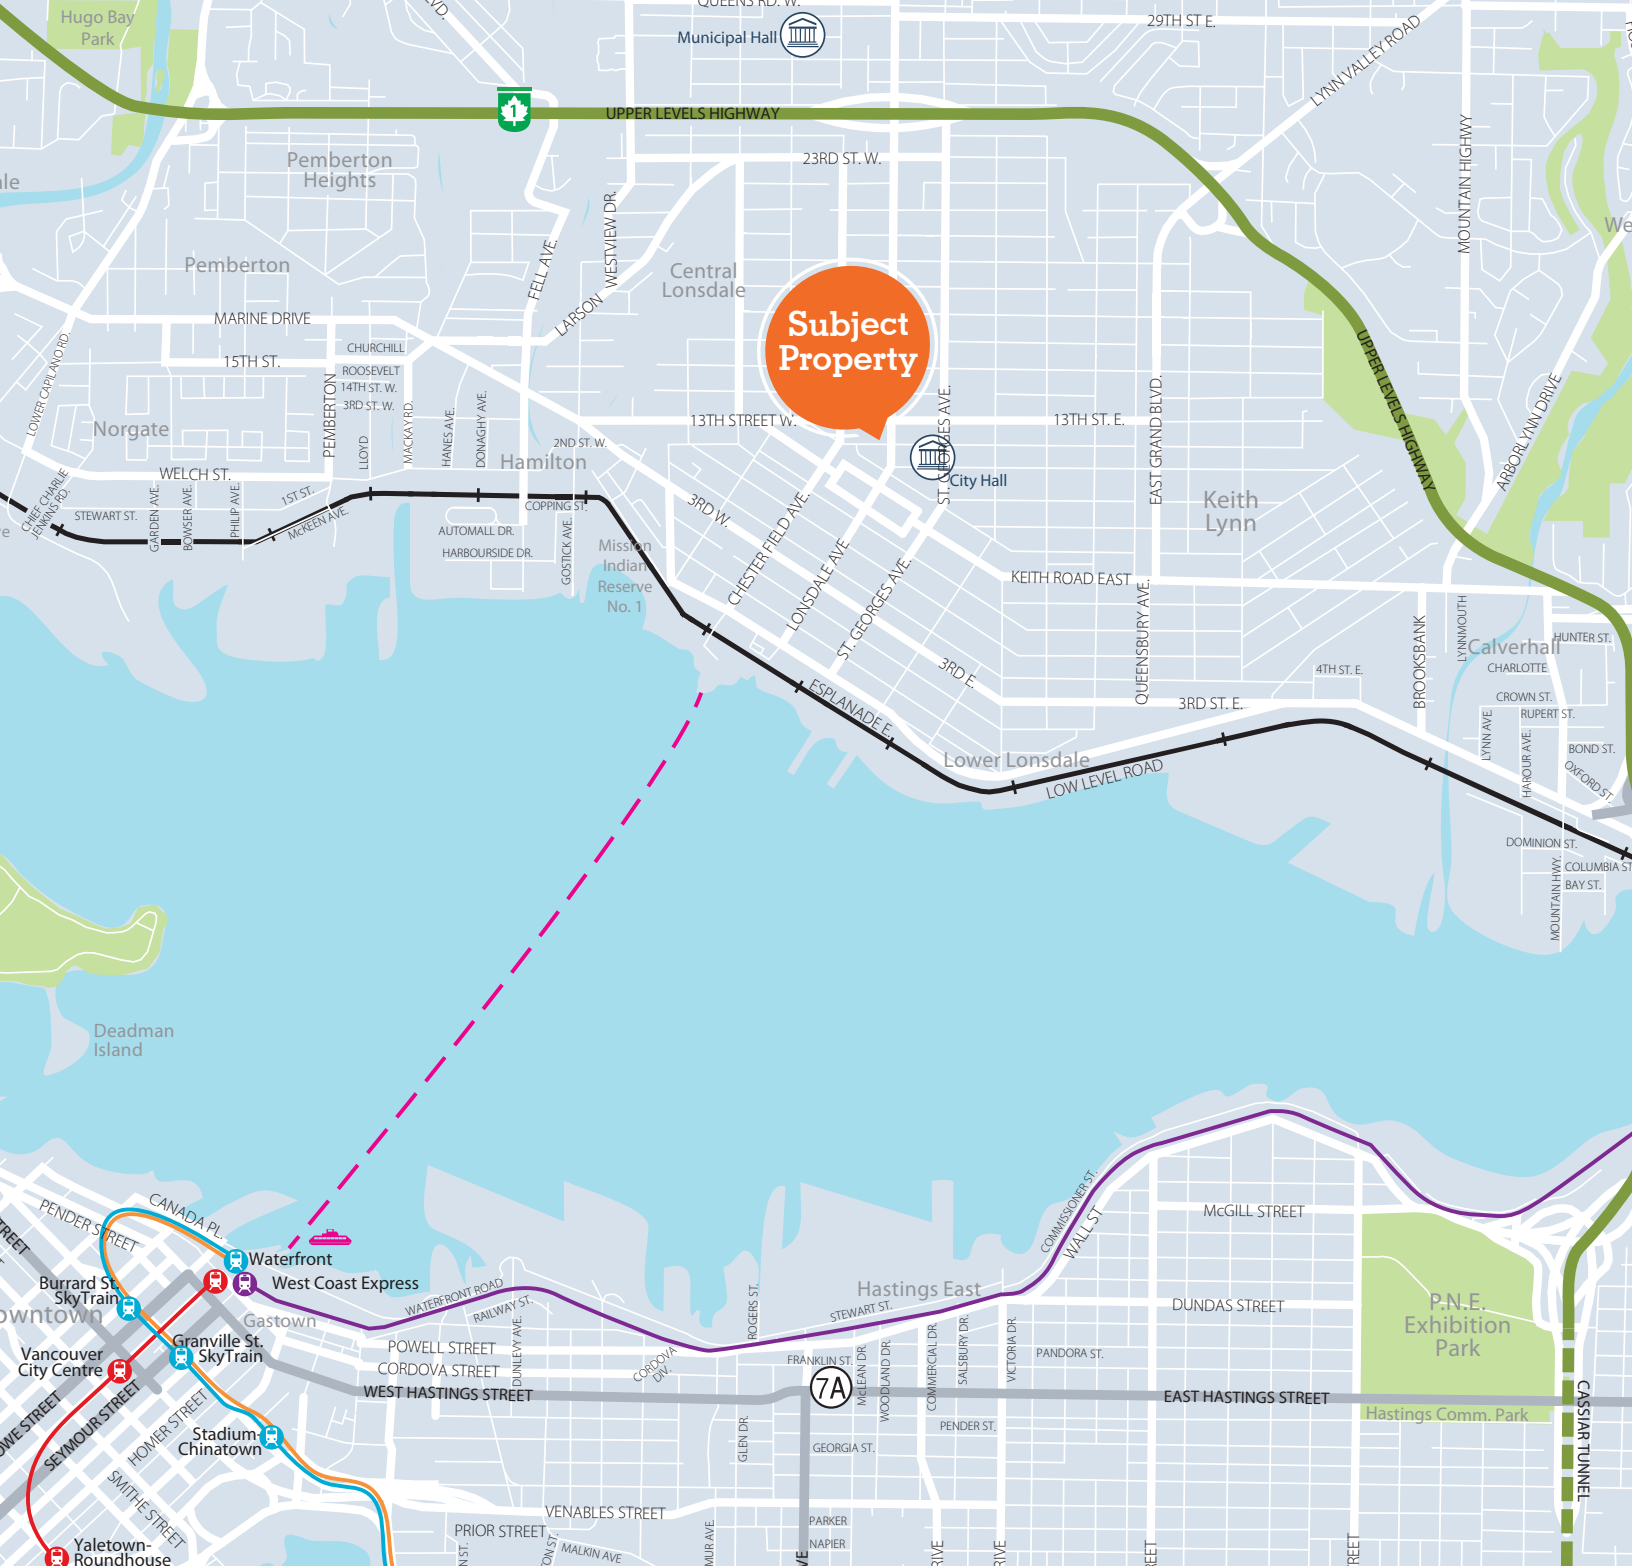 Hugo Bay
Park
QUEENS RD. W.
Municipal Hall
29TH ST E.
LYNN VALLEY ROAD
1
UPPER LEVELS HIGHWAY
MOUNTAIN HIGHWY
Pemberton
Heights
23RD ST. W.
WESTVIEW DR.
We
Pemberton
FELL AVE.
Central
Lonsdale
LARSON
MARINE DRIVE
Subject
Property
LOWER CAPILANO RD.
15TH ST.
CHURCHILL
ROOSEVELT
14TH ST. W.
3RD ST. W.
PEMBERTON
LLOYD
MACKAY RD.
HANES AVE.
DONAGHY AVE.
UPPER LEVELS HIGHWAY
ARBORLYNN DRIVE
EAST GRAND BLVD.
ST. GEORGES AVE.
Norgate
13TH STREET W.
13TH ST. E.
2ND ST. W.
Hamilton
City Hall
WELCH ST.
Keith
Lynn
CHIEF CHARLIE
JENKINS RD.
STEWART ST.
GARDEN AVE.
BOWSER AVE.
PHILIP AVE.
1ST ST.
McKEEN AVE.
COPPING ST.
3RD W.
AUTOMALL DR.
HARBOURSIDE DR.
GOSTICK AVE.
Mission
Indian
Reserve
No. 1
CHESTER FIELD AVE.
LONSDALE AVE
ST. GEORGES AVE.
KEITH ROAD EAST
QUEENSBURY AVE.
BROOKSBANK
LYNNMOUTH
Calverhall
HUNTER ST.
CHARLOTTE
3RD E.
4TH ST. E.
CROWN ST.
RUPERT ST.
3RD ST. E.
ESPLANADE E.
LYNN AVE
HAROUR AVE.
BOND ST.
OXFORD ST.
Lower Lonsdale
LOW LEVEL ROAD
DOMINION ST.
COLUMBIA ST
BAY ST.
MOUNTAIN HWY.
Deadman
Island
CANADA PL.
PENDER STREET
COMMISSIONER ST.
WALL ST
McGILL STREET
Waterfront
West Coast Express
Burrard St.
SkyTrain
WATERFRONT ROAD
RAILWAY ST.
Hastings East
STEWART ST.
ROGERS ST.
DUNDAS STREET
P.N.E.
Exhibition
Park
Gastown
Granville St.
SkyTrain
Vancouver
City Centre
POWELL STREET
CORDOVA STREET
DUNLEVY AVE.
CORDOVA
DIV.
WEST HASTINGS STREET
FRANKLIN ST.
7A
McLEAN DR.
WOODLAND DR.
COMMERCIAL DR.
SALSBURY DR.
VICTORIA DR.
PANDORA ST.
EAST HASTINGS STREET
Hastings Comm. Park
CASSIAR TUNNEL
SEYMOUR STREET
HOMER STREET
Stadium-
Chinatown
GLEN DR.
PENDER ST.
GEORGIA ST.
SMITHE STREET
VENABLES STREET
PRIOR STREET
MALKIN AVE
PARKER
NAPIER
Yaletown-
Roundhouse